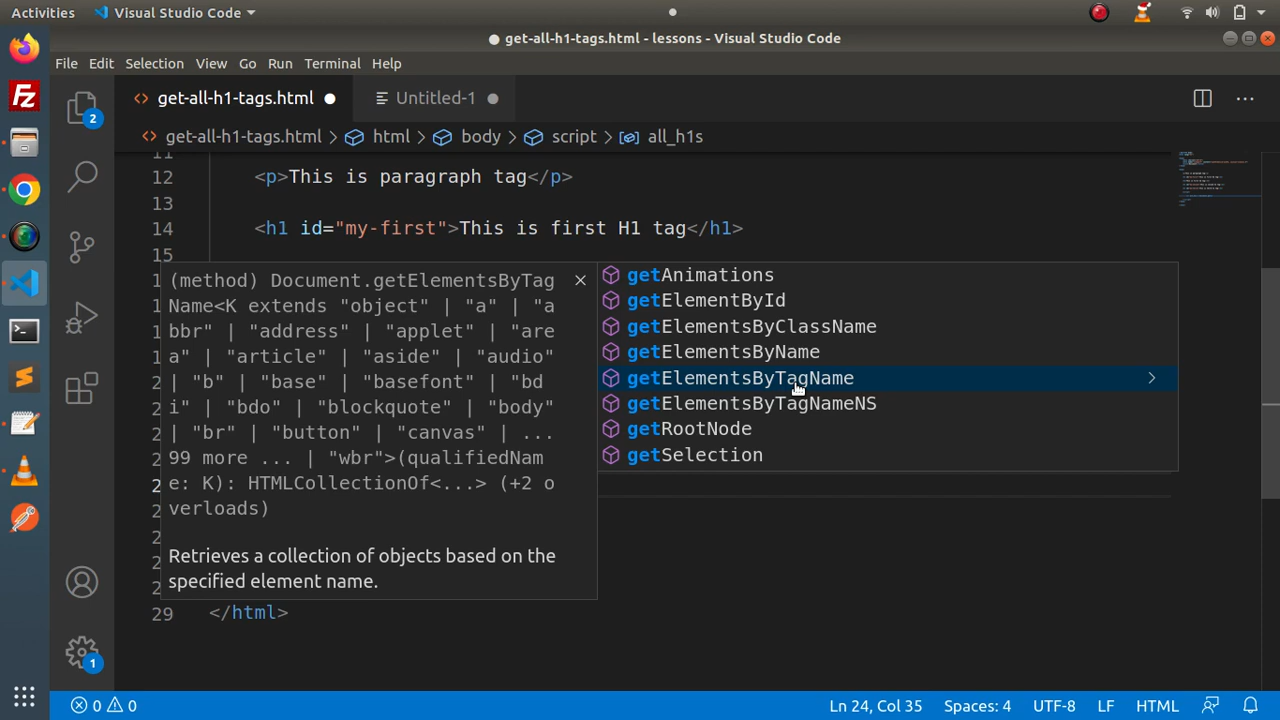 Activities Visual Studio Code
get-all-h1-tags.html - lessons - Visual Studio Code
File Edit Selection View Go Run Terminal Help
get-all-h1-tags.html Untitled-1
get-all-h1-tags.html > html > body > script > all_h1s
11
12 <p>This is paragraph tag</p>
13
14 <h1 id="my-first">This is first H1 tag</h1>
15
(method) Document.getElementsByTag
Name<K extends "object" | "a" | "a
bbr" | "address" | "applet" | "are
a" | "article" | "aside" | "audio"
| "b" | "base" | "basefont" | "bd
i" | "bdo" | "blockquote" | "body"
| "br" | "button" | "canvas" | ...
99 more ... | "wbr">(qualifiedNam
e: K): HTMLCollectionOf<...> (+2 o
verloads)
Retrieves a collection of objects based on the
specified element name.
getAnimations
getElementById
getElementsByClassName
getElementsByName
getElementsByTagName
getElementsByTagNameNS
getRootNode
getSelection
29 </html>
2
1
0 0 Ln 24, Col 35 Spaces: 4 UTF-8 LF HTML